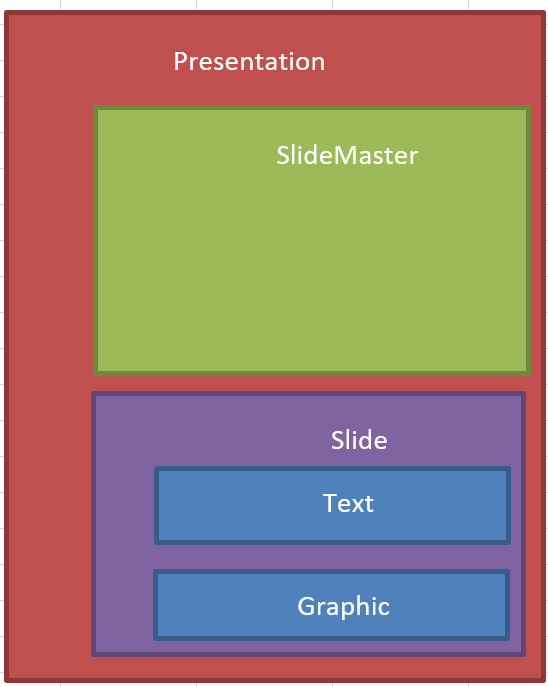 Presentation
SlideMaster
Slide
Text
Graphic